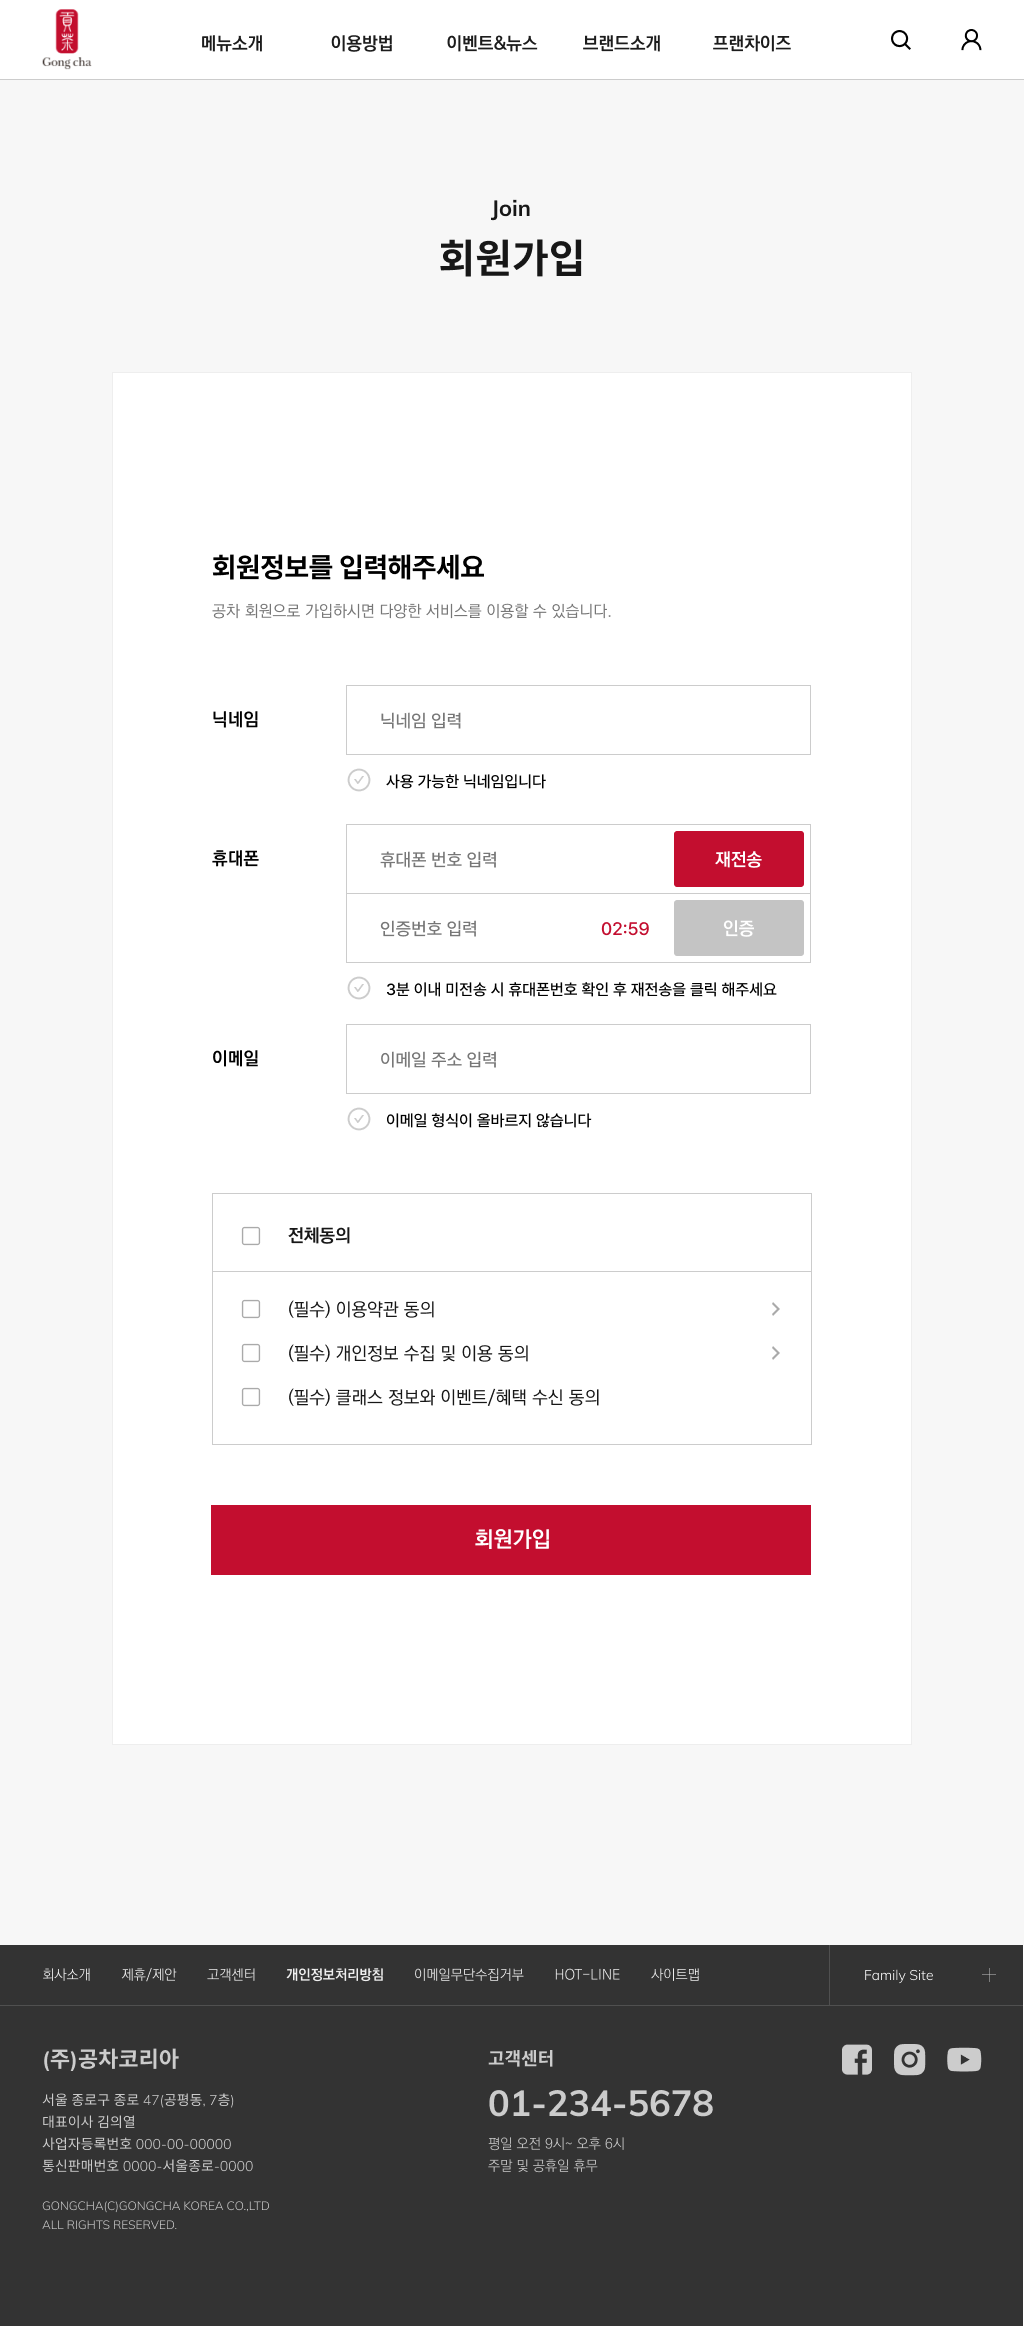 貢茶
Gong cha
메뉴소개
이용방법
이벤트&뉴스
브랜드소개
프랜차이즈
Join
회원가입
회원정보를 입력해주세요
공차 회원으로 가입하시면 다양한 서비스를 이용할 수 있습니다.
닉네임
닉네임 입력
사용 가능한 닉네임입니다
휴대폰
휴대폰 번호 입력
재전송
인증번호 입력
02:59
인증
3분 이내 미전송 시 휴대폰번호 확인 후 재전송을 클릭 해주세요
이메일
이메일 주소 입력
이메일 형식이 올바르지 않습니다
전체동의
(필수) 이용약관 동의
(필수) 개인정보 수집 및 이용 동의
(필수) 클래스 정보와 이벤트/혜택 수신 동의
회원가입
회사소개
제휴/제안
고객센터
개인정보처리방침
이메일무단수집거부
HOT-LINE
사이트맵
Family Site
(주)공차코리아
서울 종로구 종로 47(공평동, 7층)
대표이사 김의열
사업자등록번호 000-00-00000
통신판매번호 0000-서울종로-0000
GONGCHA(C)GONGCHA KOREA CO.,LTD
ALL RIGHTS RESERVED.
고객센터
01-234-5678
평일 오전 9시~ 오후 6시
주말 및 공휴일 휴무